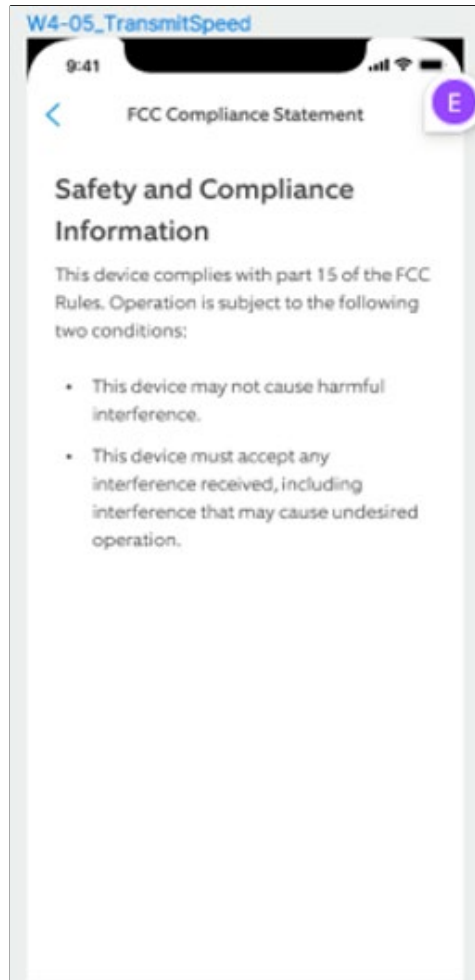 W4-05_TransmitSpeed
9:41
E
FCC Compliance Statement
Safety and Compliance
Information
This device complies with part 15 of the FCC
Rules. Operation is subject to the following
two conditions:
• This device may not cause harmful
interference.
• This device must accept any
interference received, including
interference that may cause undesired
operation.